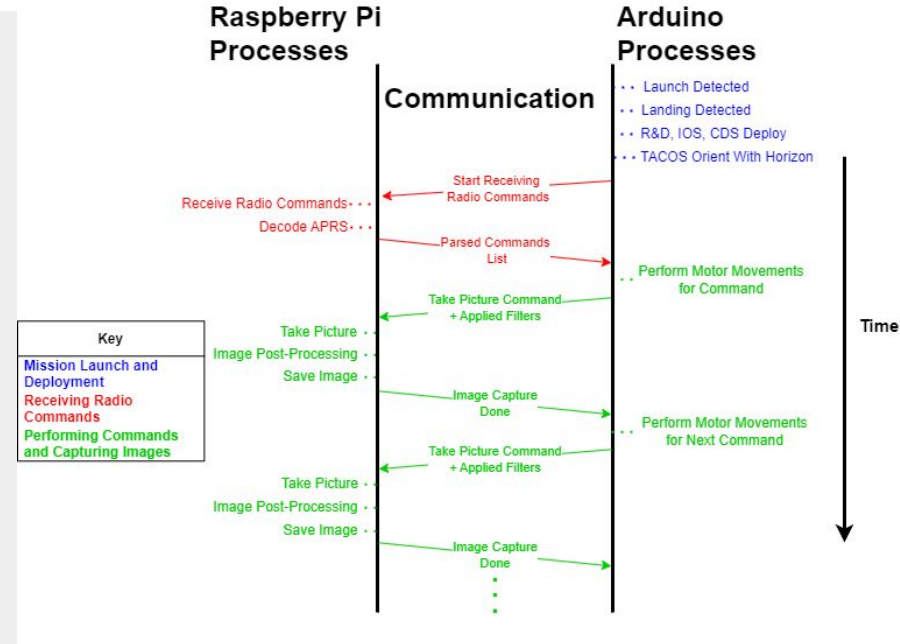 Raspberry Pi
Processes
Arduino
Processes
Communication
Launch Detected
Landing Detected
R&D, IOS, CDS Deploy
TACOS Orient With Horizon
Start Receiving
Radio Commands
Receive Radio Commands
Decode APRS
Parsed Commands
List
Perform Motor Movements
for Command
Take Picture Command
+ Applied Filters
Take Picture
Image Post-Processing
Save Image
Image Capture
Done
Perform Motor Movements
for Next Command
Take Picture Command
+ Applied Filters
Take Picture
Image Post-Processing
Save Image
Image Capture
Done
Time
Key
Mission Launch and
Deployment
Receiving Radio
Commands
Performing Commands
and Capturing Images